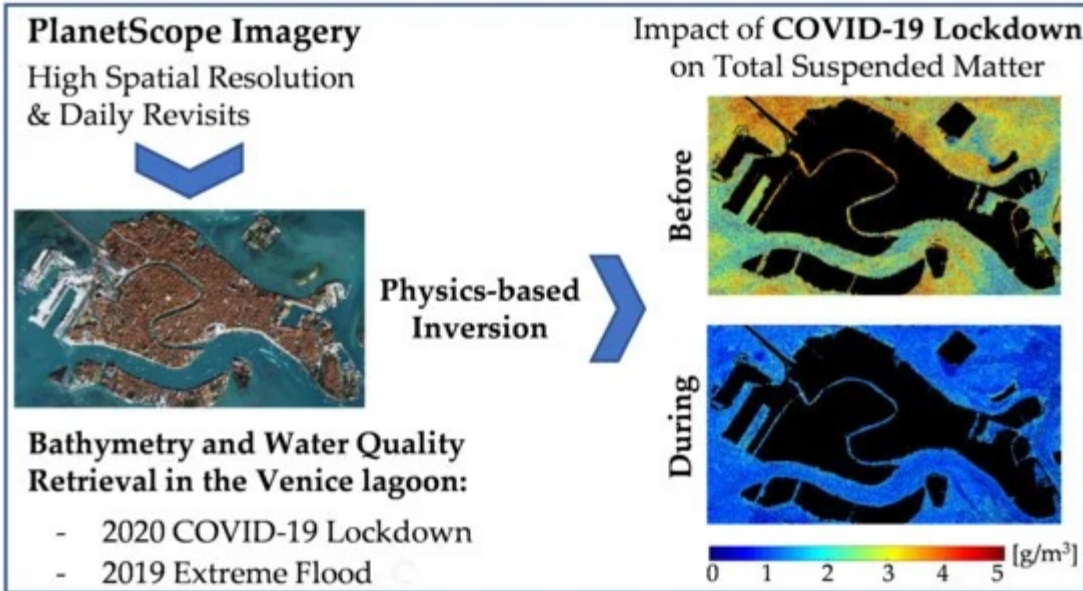 PlanetScope Imagery
High Spatial Resolution
& Daily Revisits
Physics-based
Inversion
Bathymetry and Water Quality
Retrieval in the Venice lagoon:
- 2020 COVID-19 Lockdown
- 2019 Extreme Flood
Impact of COVID-19 Lockdown
on Total Suspended Matter
Before
During
0 1 2 3 4 5 [g/m³]